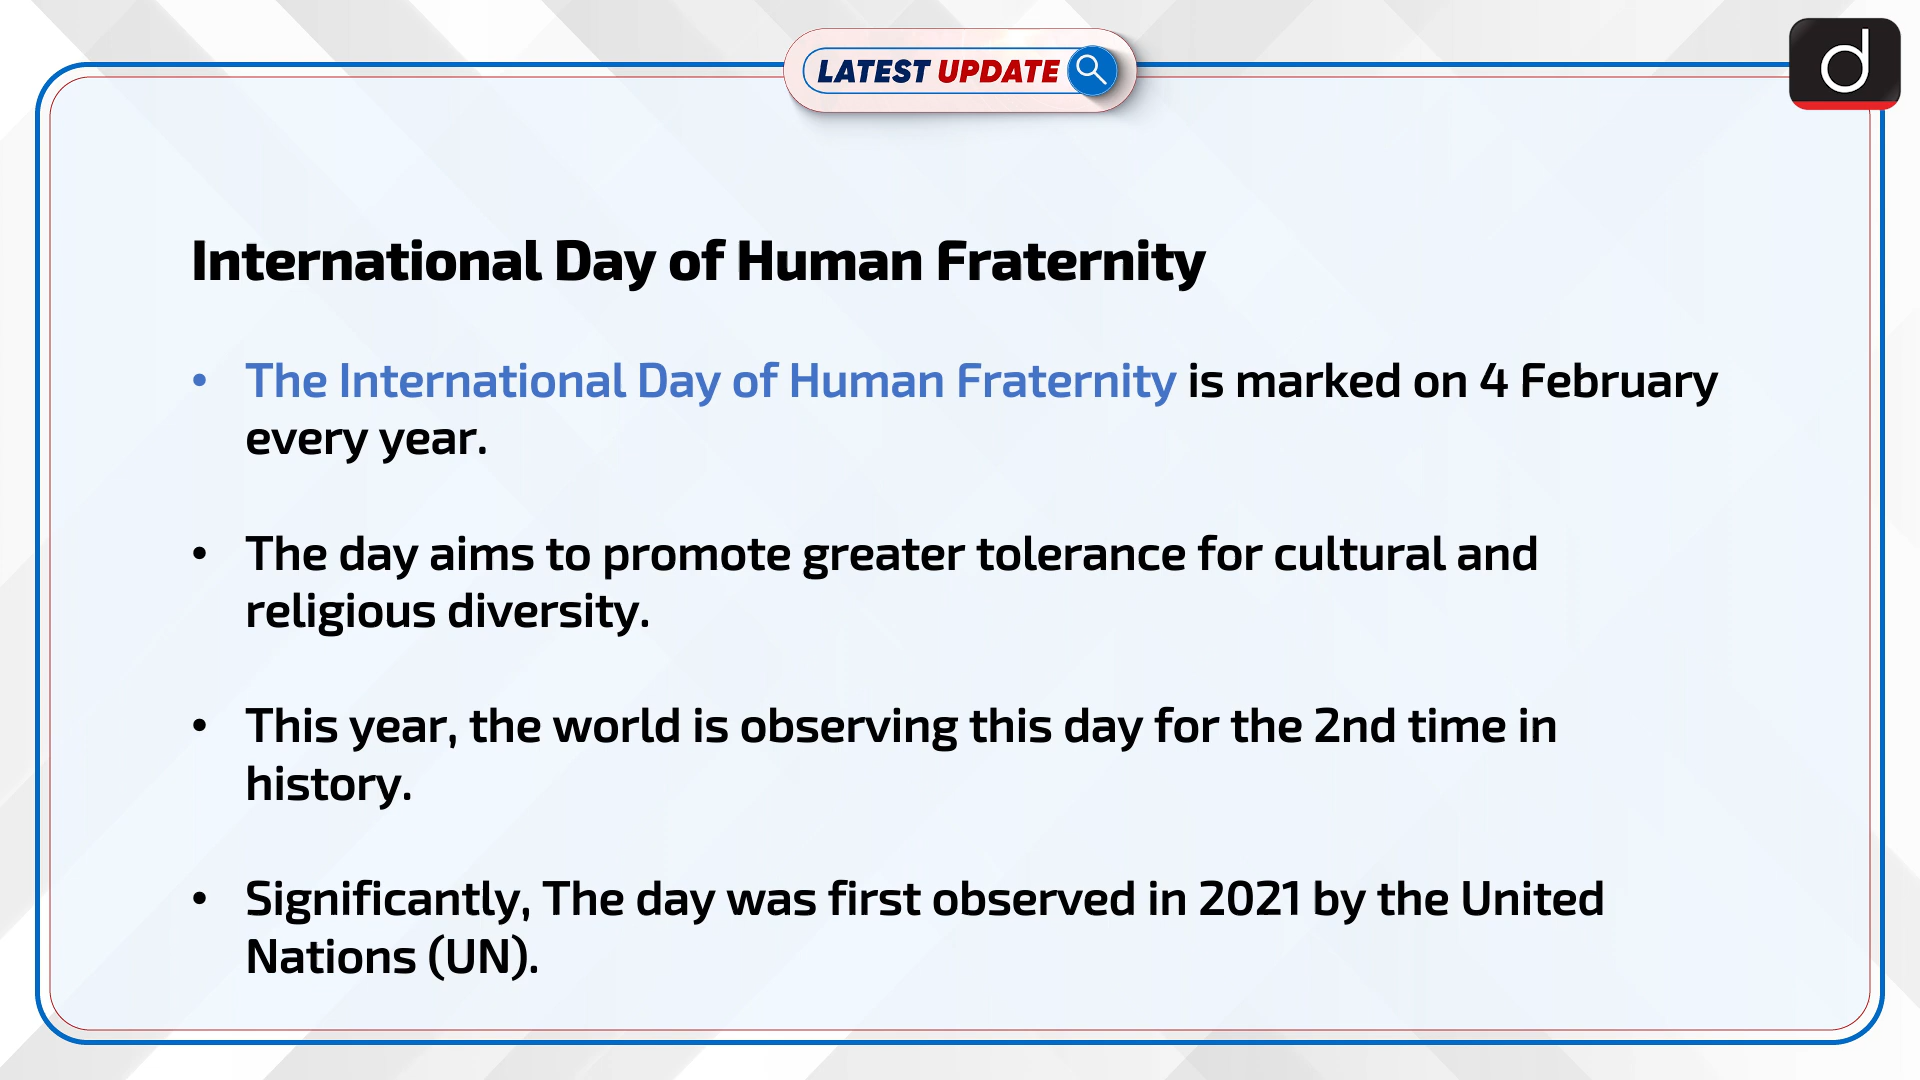 LATEST UPDATE
d
International Day of Human Fraternity
• The International Day of Human Fraternity is marked on 4 February
every year.
• The day aims to promote greater tolerance for cultural and
religious diversity.
• This year, the world is observing this day for the 2nd time in
history.
• Significantly, The day was first observed in 2021 by the United
Nations (UN).